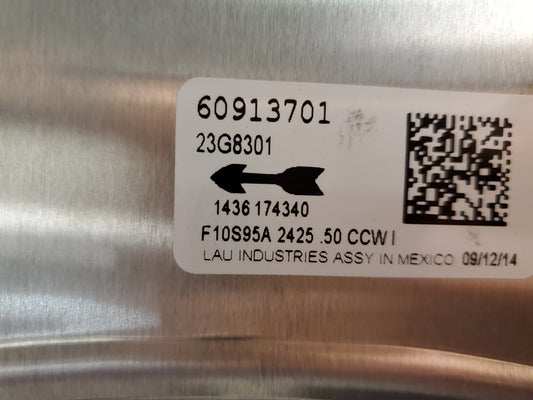 60913701
23G8301
1436 174340
F10S95A 2425 .50 CCW I
LAU INDUSTRIES ASSY IN MEXICO 09/12/14